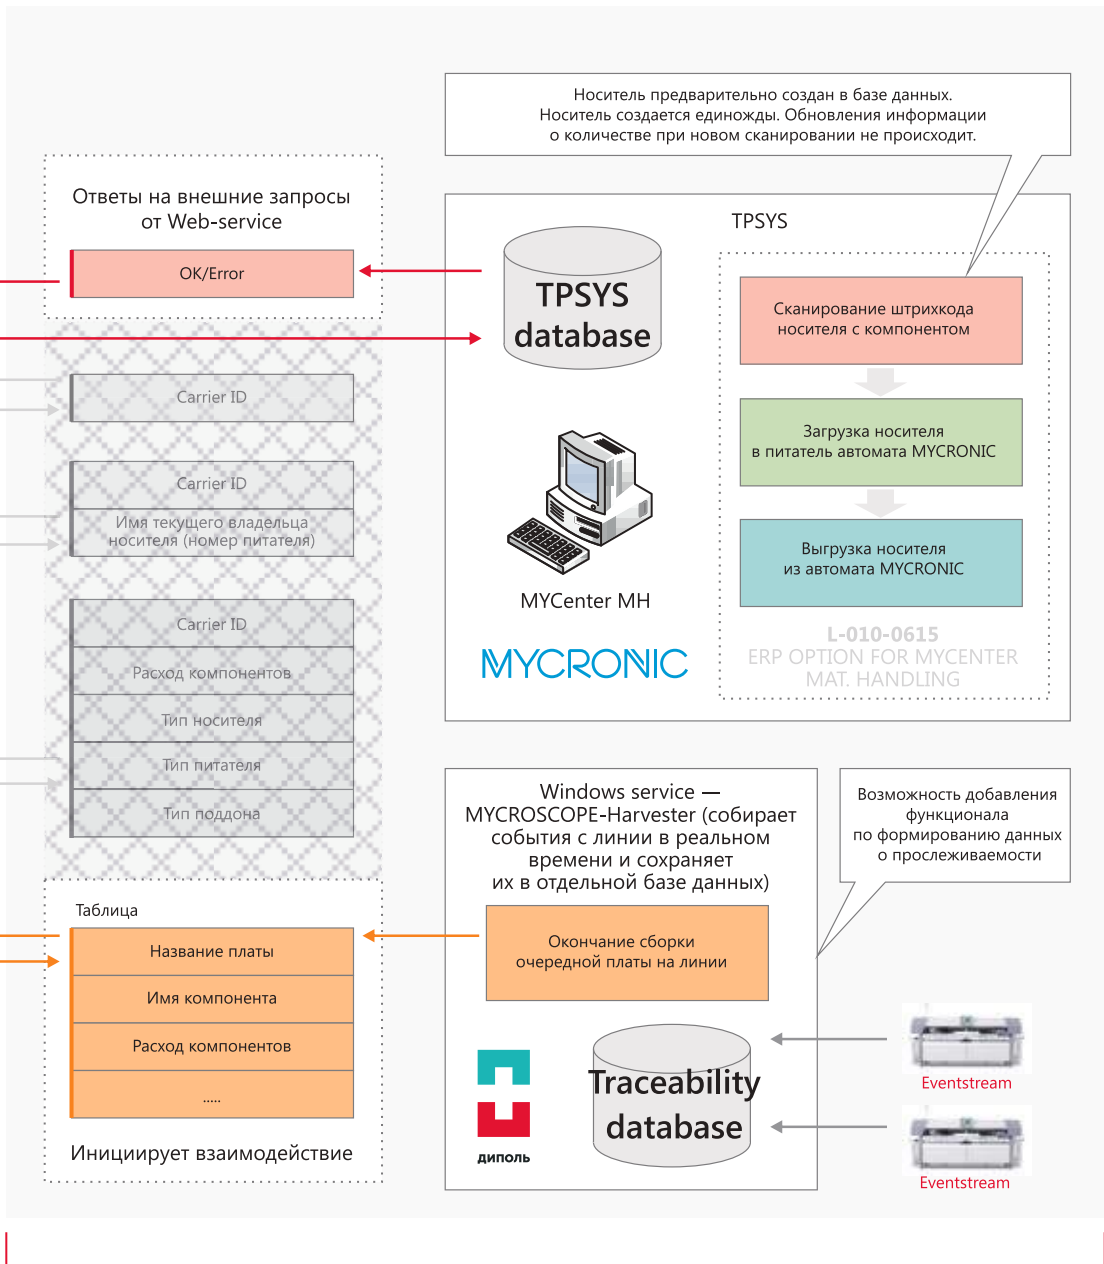 Носитель предварительно создан в базе данных.
Носитель создается единожды. Обновления информации
о количестве при новом сканировании не происходит.
Ответы на внешние запросы
от Web-service
OK/Error
Carrier ID
Carrier ID
Имя текущего владельца
носителя (номер питателя)
Carrier ID
Расход компонентов
Тип носителя
Тип питателя
Тип поддона
Таблица
Название платы
Имя компонента
Расход компонентов
.....
Инициирует взаимодействие
TPSYS
TPSYS
database
MYCenter MH
MYCRONIC
Сканирование штрихкода
носителя с компонентом
Загрузка носителя
в питатель автомата MYCRONIC
Выгрузка носителя
из автомата MYCRONIC
L-010-0615
ERP OPTION FOR MYCENTER
MAT. HANDLING
Windows service —
MYCROSCOPE-Harvester (собирает
события с линии в реальном
времени и сохраняет
их в отдельной базе данных)
Окончание сборки
очередной платы на линии
диполь
Traceability
database
Возможность добавления
функционала
по формированию данных
о прослеживаемости
Eventstream
Eventstream